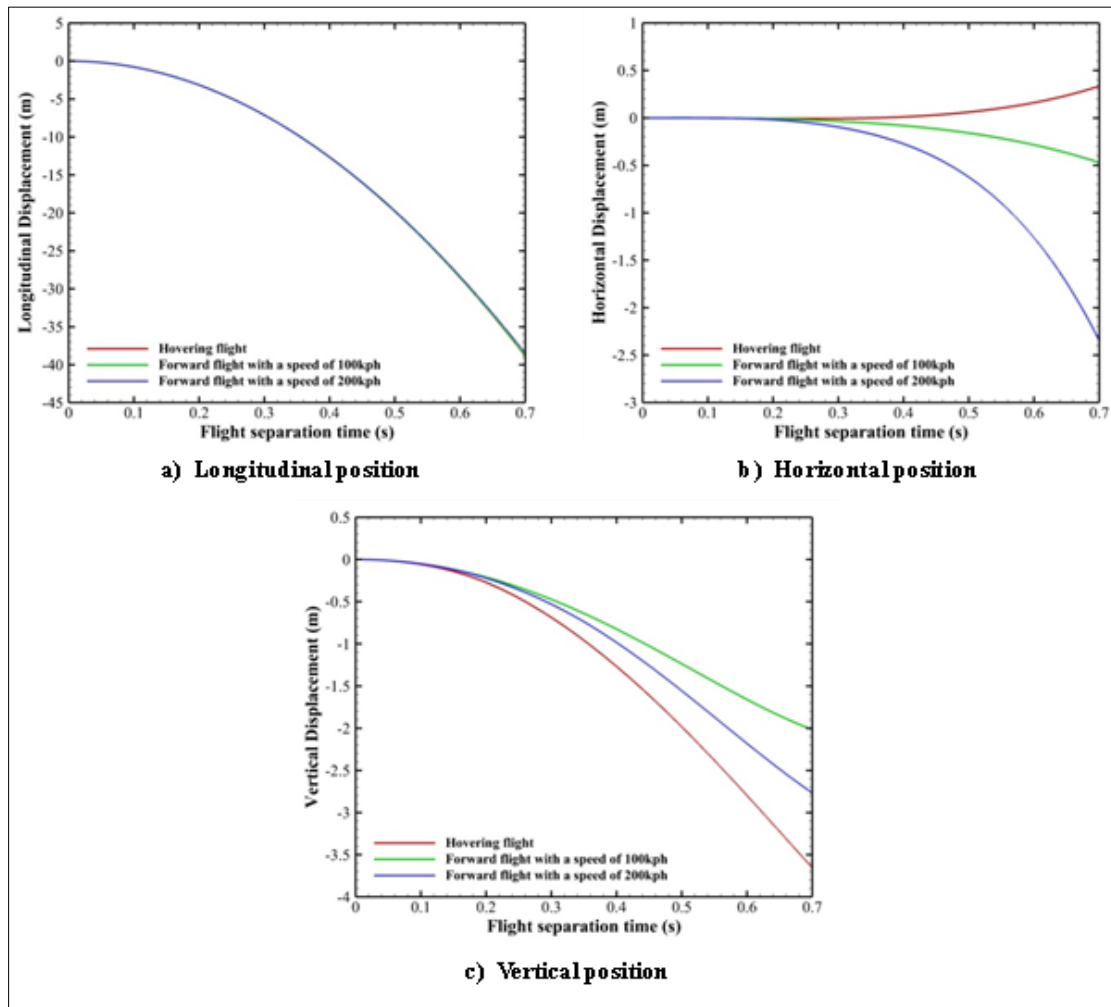 5
0
-5
-10
-15
-20
-25
-30
-35
-40
-45
Longitudinal Displacement (m)
Hovering flight
Forward flight with a speed of 100kph
Forward flight with a speed of 200kph
0 0.1 0.2 0.3 0.4 0.5 0.6 0.7
Flight separation time (s)
a) Longitudinal position
1
0.5
0
-0.5
-1
-1.5
-2
-2.5
-3
Horizontal Displacement (m)
Hovering flight
Forward flight with a speed of 100kph
Forward flight with a speed of 200kph
0 0.1 0.2 0.3 0.4 0.5 0.6 0.7
Flight separation time (s)
b) Horizontal position
0.5
0
-0.5
-1
-1.5
-2
-2.5
-3
-3.5
-4
Vertical Displacement (m)
Hovering flight
Forward flight with a speed of 100kph
Forward flight with a speed of 200kph
0 0.1 0.2 0.3 0.4 0.5 0.6 0.7
Flight separation time (s)
c) Vertical position